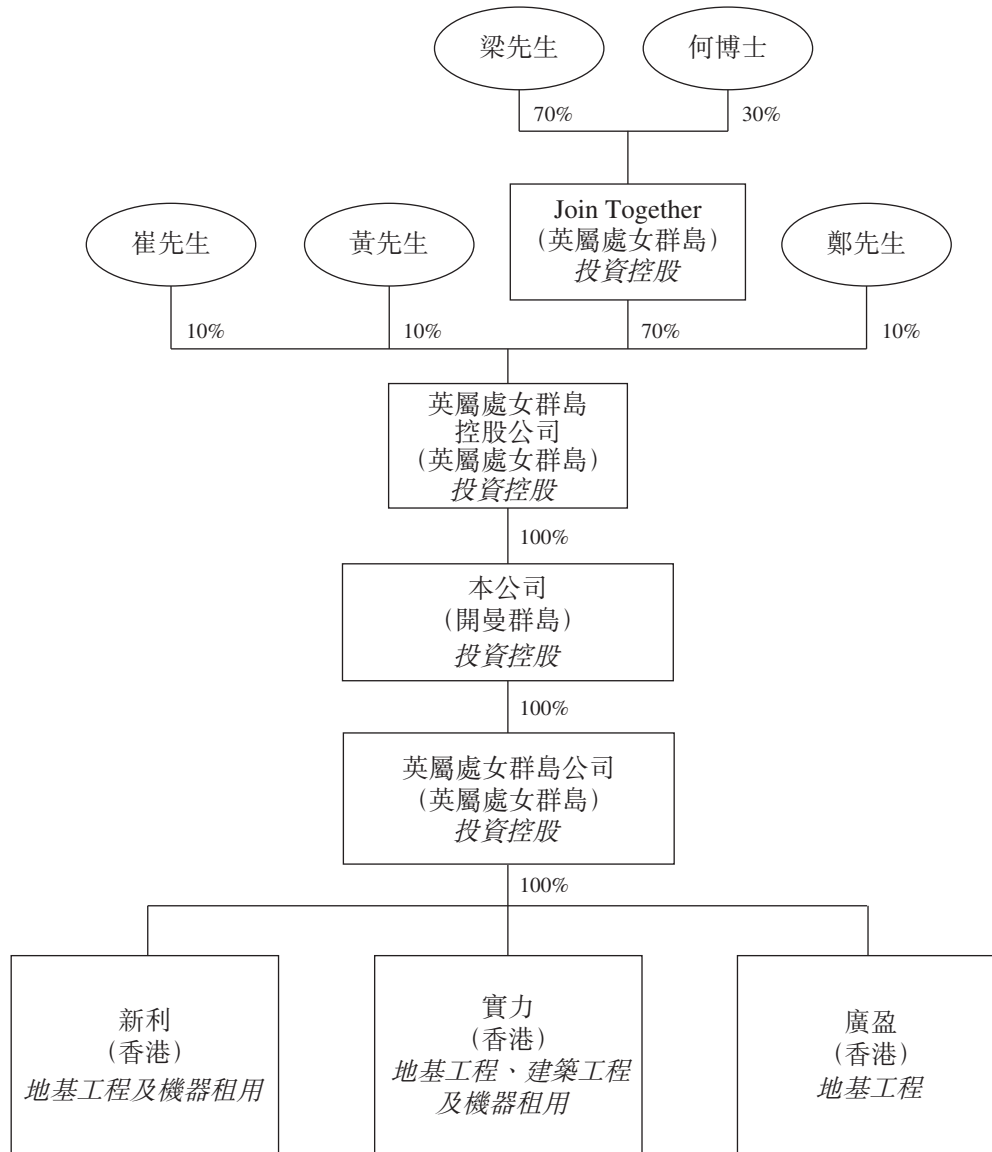 梁先生
何博士
70%
30%
Join Together
(英屬處女群島)
投資控股
崔先生
黃先生
鄭先生
10%
10%
70%
10%
英屬處女群島
控股公司
(英屬處女群島)
投資控股
100%
本公司
(開曼群島)
投資控股
100%
英屬處女群島公司
(英屬處女群島)
投資控股
100%
新利
(香港)
地基工程及機器租用
實力
(香港)
地基工程、建築工程
及機器租用
廣盈
(香港)
地基工程